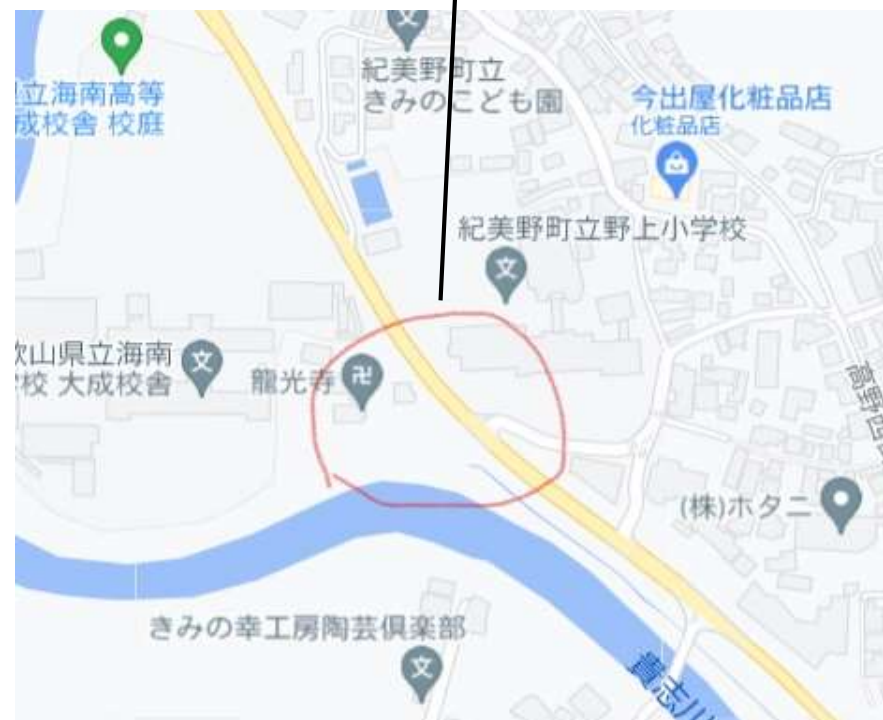 紀美野町立
きみのこども園
立海南高等
成校舎 校庭
今出屋化粧品店
化粧品店
紀美野町立野上小学校
山県立海南
校 大成校舎
龍光寺
高野西
(株)ホタニ
きみの幸工房陶芸倶楽部
貴志川